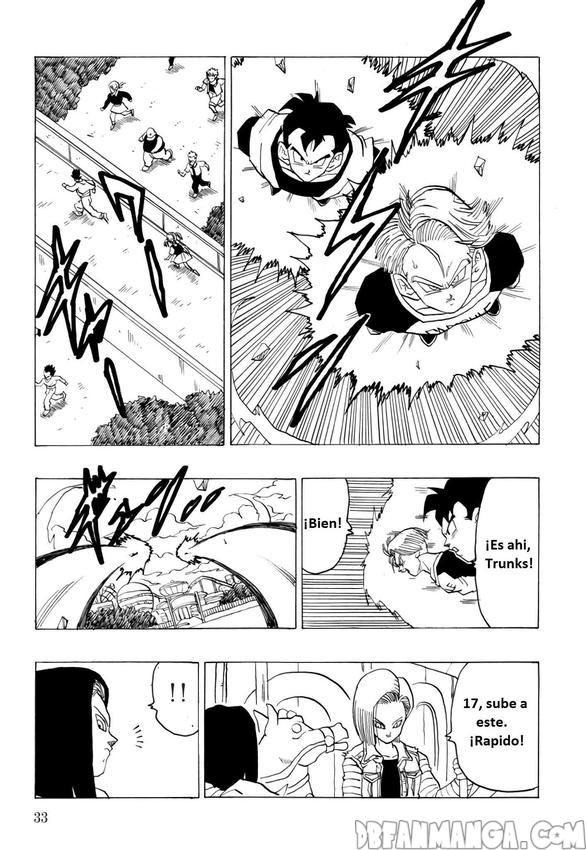 ¡Es ahi,
Trunks!
¡Bien!
17, sube a
este.
¡Rapido!
!!
33
DBFANMANGA.COM